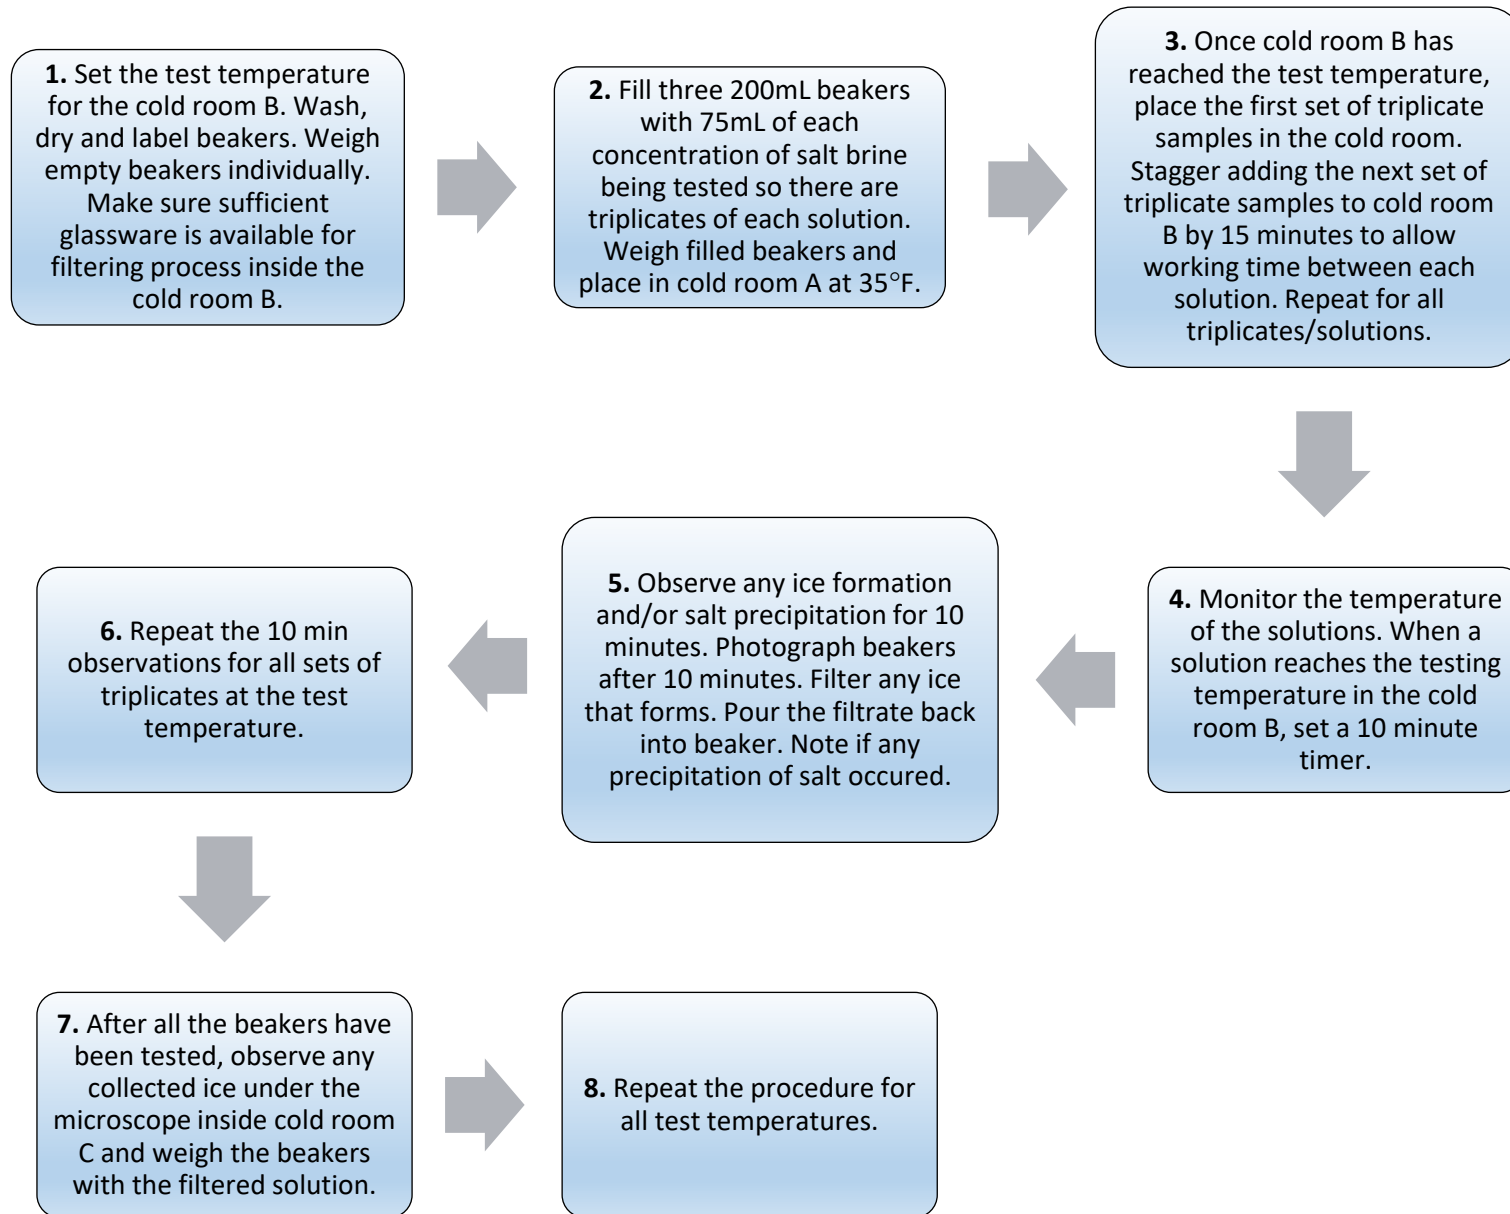 1. Set the test temperature
for the cold room B. Wash,
dry and label beakers. Weigh
empty beakers individually.
Make sure sufficient
glassware is available for
filtering process inside the
cold room B.
2. Fill three 200mL beakers
with 75mL of each
concentration of salt brine
being tested so there are
triplicates of each solution.
Weigh filled beakers and
place in cold room A at 35°F.
3. Once cold room B has
reached the test temperature,
place the first set of triplicate
samples in the cold room.
Stagger adding the next set of
triplicate samples to cold room
B by 15 minutes to allow
working time between each
solution. Repeat for all
triplicates/solutions.
4. Monitor the temperature
of the solutions. When a
solution reaches the testing
temperature in the cold
room B, set a 10 minute
timer.
5. Observe any ice formation
and/or salt precipitation for 10
minutes. Photograph beakers
after 10 minutes. Filter any ice
that forms. Pour the filtrate back
into beaker. Note if any
precipitation of salt occured.
6. Repeat the 10 min
observations for all sets of
triplicates at the test
temperature.
7. After all the beakers have
been tested, observe any
collected ice under the
microscope inside cold room
C and weigh the beakers
with the filtered solution.
8. Repeat the procedure for
all test temperatures.